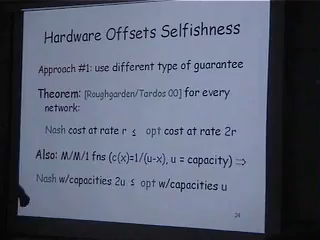 Hardware Offsets Selfishness
Approach #1: use different type of guarantee
Theorem: [Roughgarden/Tardos 00] for every
network:
Nash cost at rate r ≤ opt cost at rate 2r
Also: M/M/1 fns (c(x)=1/(u-x), u = capacity) ⇒
Nash w/capacities 2u ≤ opt w/capacities u
24